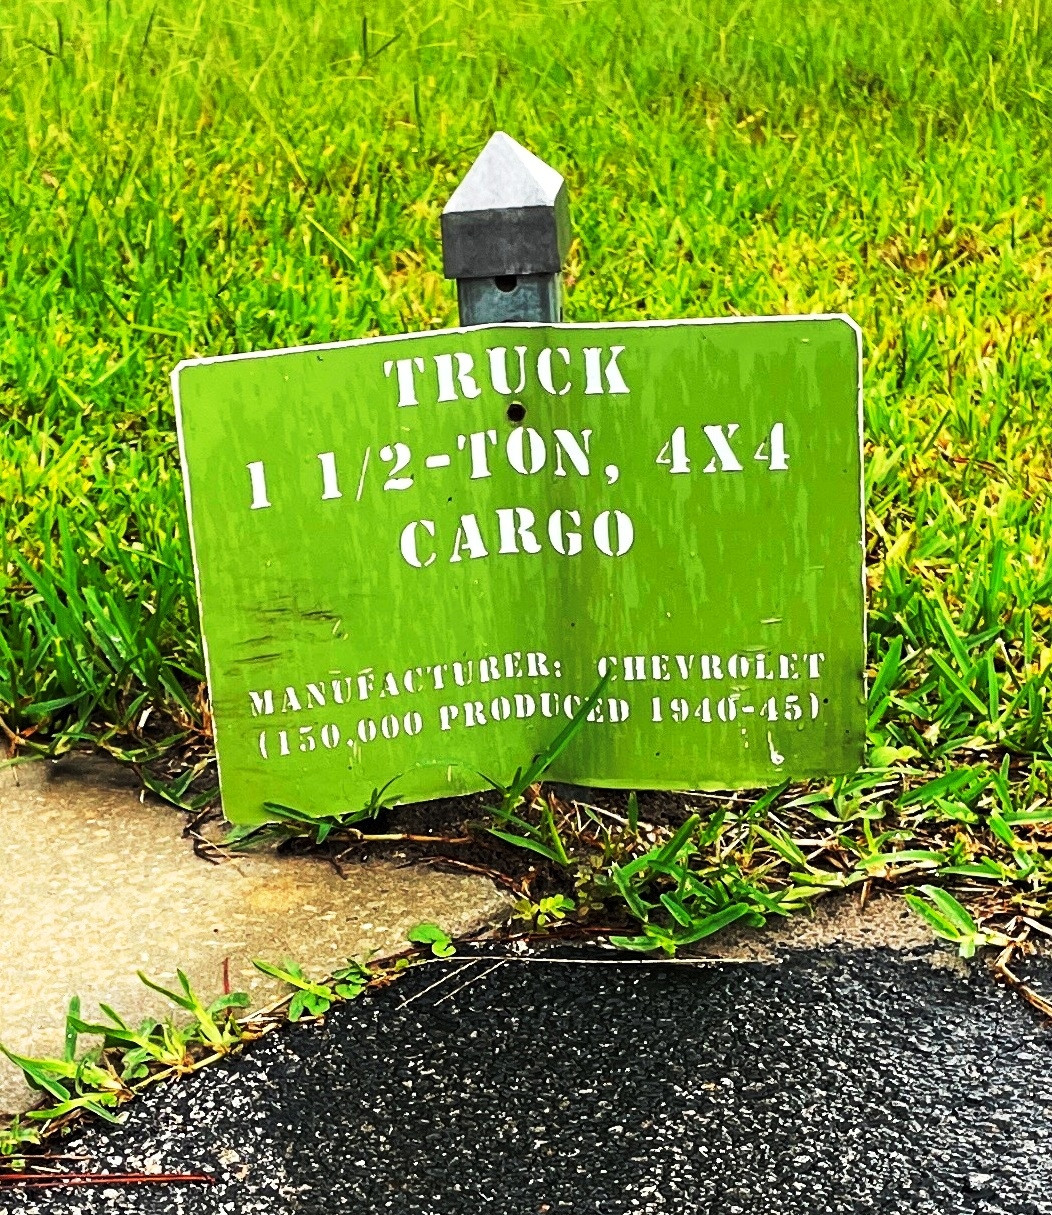 TRUCK
1 1/2-TON, 4X4
CARGO
MANUFACTURER: CHEVROLET
(150,000 PRODUCED 1940-45)